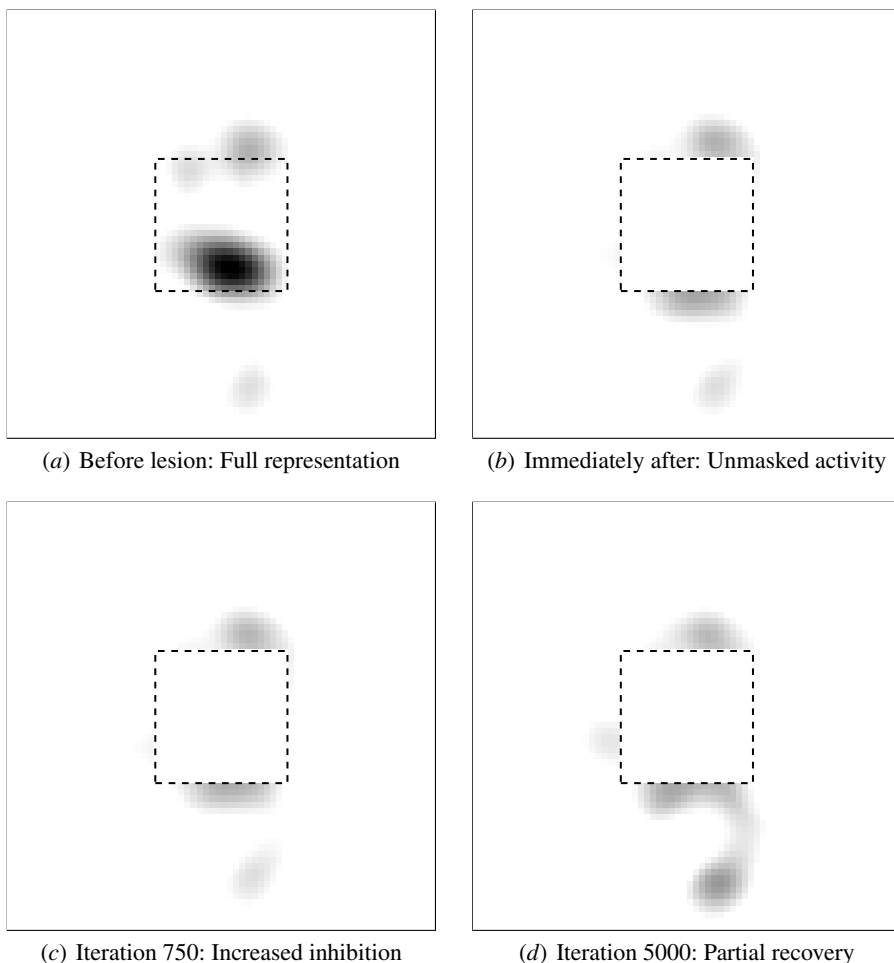 (a) Before lesion: Full representation
(b) Immediately after: Unmasked activity
(c) Iteration 750: Increased inhibition
(d) Iteration 5000: Partial recovery